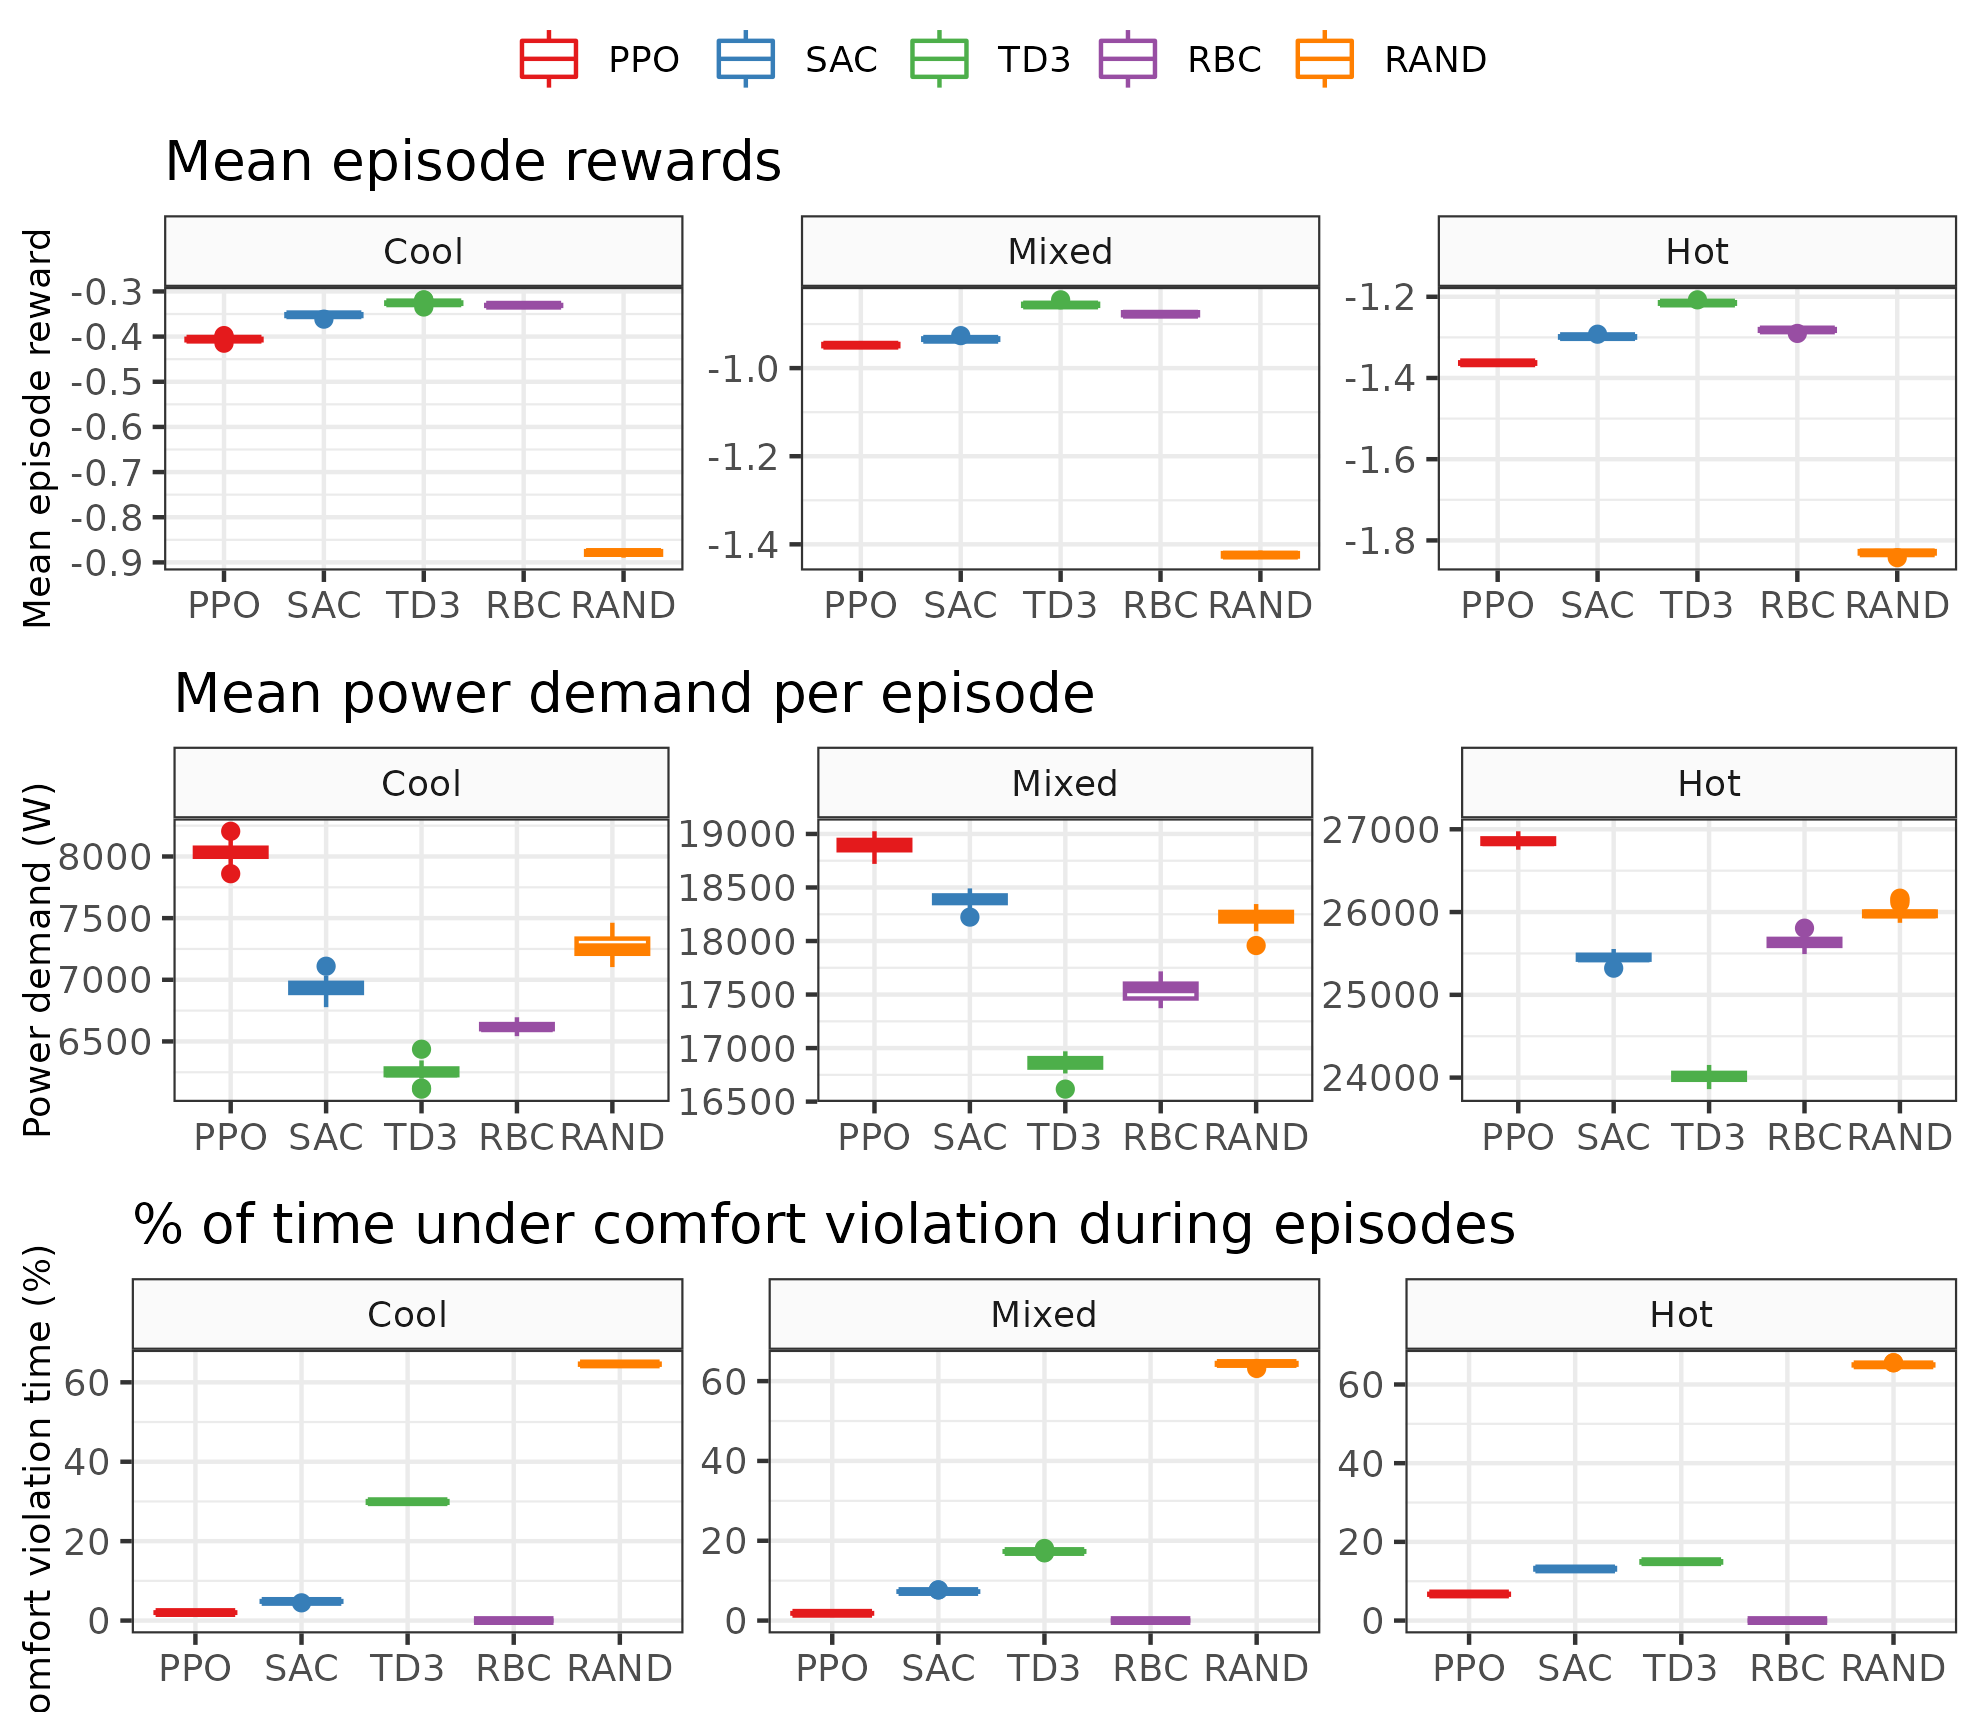 PPO SAC TD3 RBC RAND
Mean episode rewards
Cool Mixed Hot
Mean episode reward
-0.3
-0.4
-0.5
-0.6
-0.7
-0.8
-0.9
PPO SAC TD3 RBC RAND
-1.0
-1.2
-1.4
PPO SAC TD3 RBC RAND
-1.2
-1.4
-1.6
-1.8
PPO SAC TD3 RBC RAND
Mean power demand per episode
Cool Mixed Hot
Power demand (W)
8000
7500
7000
6500
PPO SAC TD3 RBC RAND
19000
18500
18000
17500
17000
16500
PPO SAC TD3 RBC RAND
27000
26000
25000
24000
PPO SAC TD3 RBC RAND
% of time under comfort violation during episodes
Cool Mixed Hot
omfort violation time (%)
60
40
20
0
PPO SAC TD3 RBC RAND
60
40
20
0
PPO SAC TD3 RBC RAND
60
40
20
0
PPO SAC TD3 RBC RAND